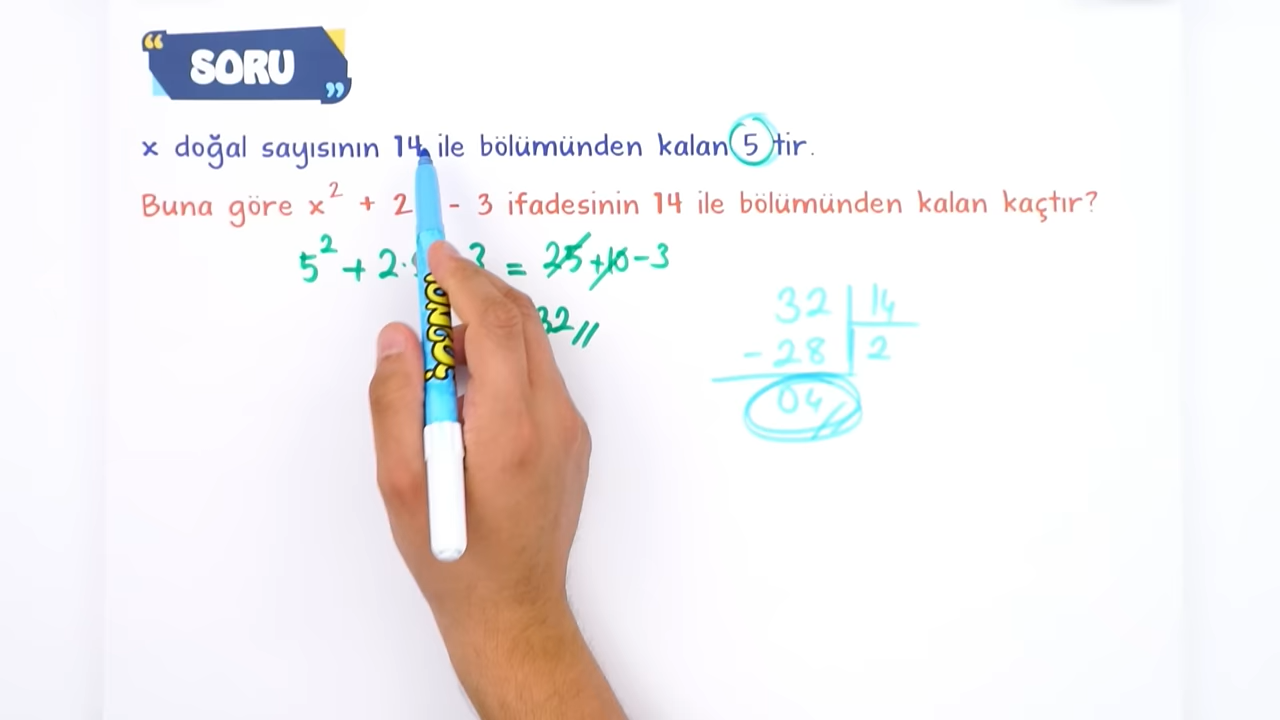 SORU
x doğal sayısının 14 ile bölümünden kalan 5 tir.
Buna göre x² + 2 - 3 ifadesinin 14 ile bölümünden kalan kaçtır?
5² + 2· 3 = 25+10-3
32//
32 | 14
- 28 | 2
04//